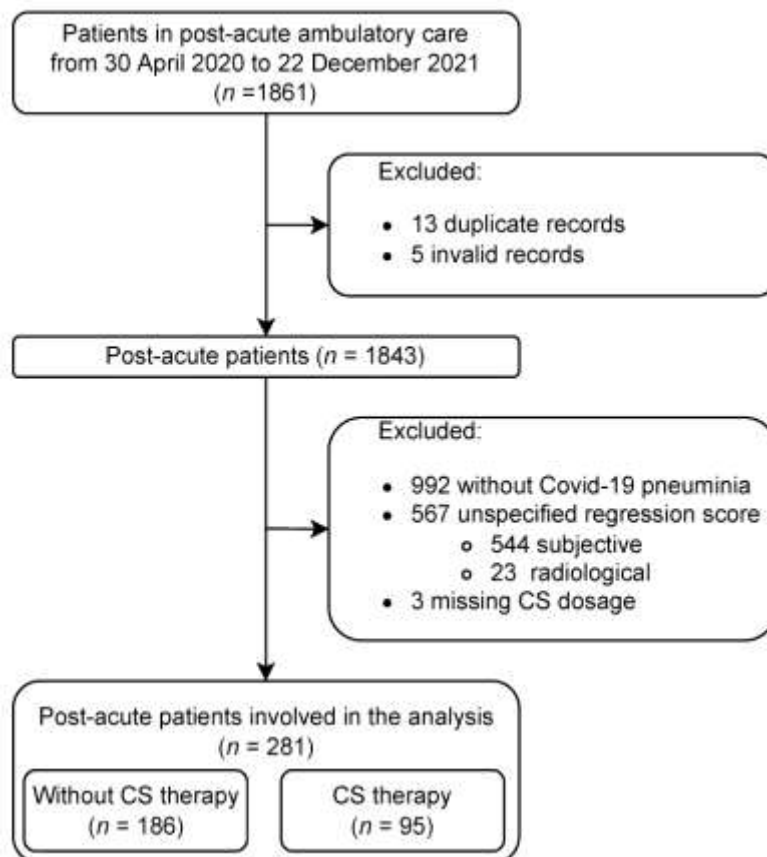 Patients in post-acute ambulatory care
from 30 April 2020 to 22 December 2021
(n =1861)
Excluded:
• 13 duplicate records
• 5 invalid records
Post-acute patients (n = 1843)
Excluded:
• 992 without Covid-19 pneuminia
• 567 unspecified regression score
o 544 subjective
o 23 radiological
• 3 missing CS dosage
Post-acute patients involved in the analysis
(n = 281)
Without CS therapy
(n = 186)
CS therapy
(n = 95)